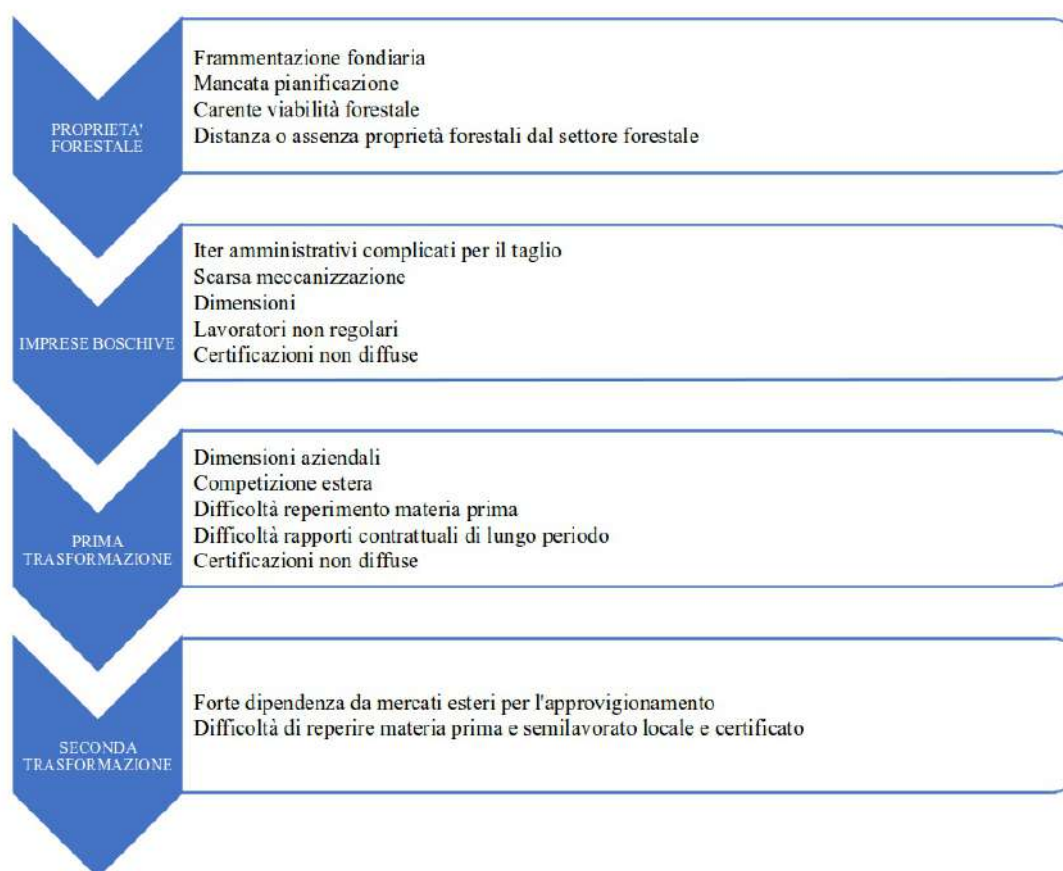 PROPRIETA'
FORESTALE
Frammentazione fondiaria
Mancata pianificazione
Carente viabilità forestale
Distanza o assenza proprietà forestali dal settore forestale
IMPRESE BOSCHIVE
Iter amministrativi complicati per il taglio
Scarsa meccanizzazione
Dimensioni
Lavoratori non regolari
Certificazioni non diffuse
PRIMA
TRASFORMAZIONE
Dimensioni aziendali
Competizione estera
Difficoltà reperimento materia prima
Difficoltà rapporti contrattuali di lungo periodo
Certificazioni non diffuse
SECONDA
TRASFORMAZIONE
Forte dipendenza da mercati esteri per l'approvigionamento
Difficoltà di reperire materia prima e semilavorato locale e certificato